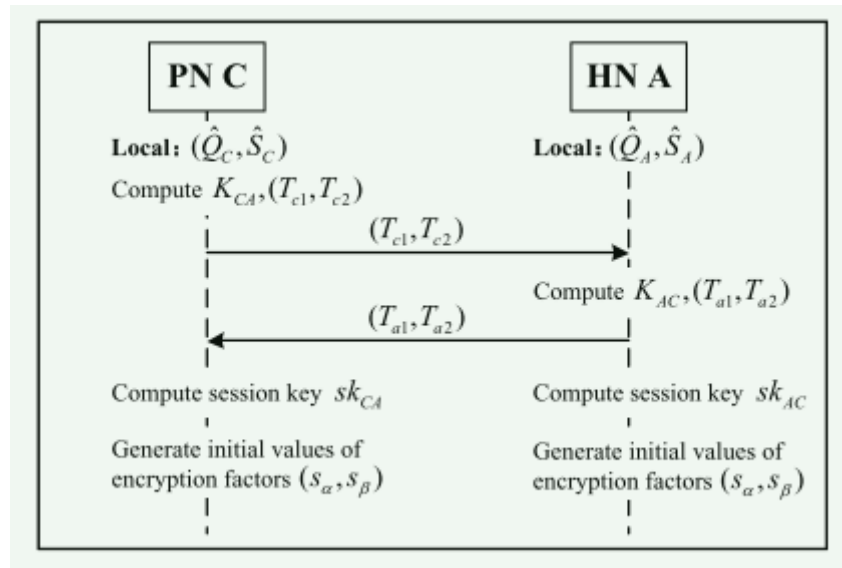 PN C
HN A
Local: (Q̂_C, Ŝ_C)
Local: (Q̂_A, Ŝ_A)
Compute K_CA, (T_c1, T_c2)
(T_c1, T_c2)
Compute K_AC, (T_a1, T_a2)
(T_a1, T_a2)
Compute session key sk_CA
Compute session key sk_AC
Generate initial values of
encryption factors (s_α, s_β)
Generate initial values of
encryption factors (s_α, s_β)